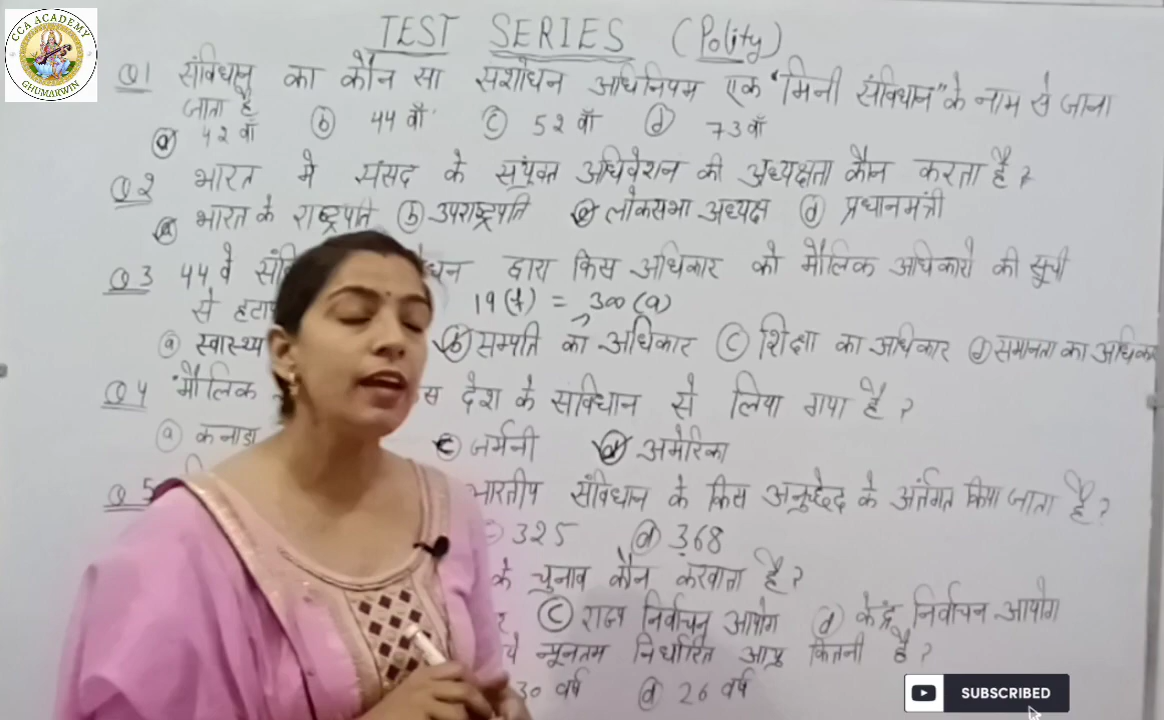 CCA ACADEMY
GHUMARWIN
TEST SERIES (Polity)
Q1 संविधान का कौन सा संशोधन अधिनियम एक "मिनी संविधान" के नाम से जाना
जाता है
a 42 वाँ b 44 वाँ c 52 वाँ d 73 वाँ
Q2 भारत मे संसद के संयुक्त अधिवेशन की अध्यक्षता कौन करता है?
a भारत के राष्ट्रपति b उपराष्ट्रपति c लोकसभा अध्यक्ष d प्रधानमंत्री
Q3 44 वे द्वारा किस अधिकार को मौलिक अधिकारो की सूची
से 19 (f) = 300 (a)
a स्वास्थ्य b सम्पति का अधिकार c शिक्षा का अधिकार d समानता का अधिकार
Q4 मौलिक देश के संविधान से लिया गया है?
a कनाडा c जर्मनी d अमेरिका
Q5 भारतीय संविधान के किस अनुच्छेद के अंर्तगत किया जाता है?
325 d 368
के चुनाव कौन करवाता है?
c राज्य निर्वाचन आयोग d केंद्र निर्वाचन आयोग
न्यूनतम निर्धारित आयु कितनी है?
30 वर्ष d 26 वर्ष
SUBSCRIBED